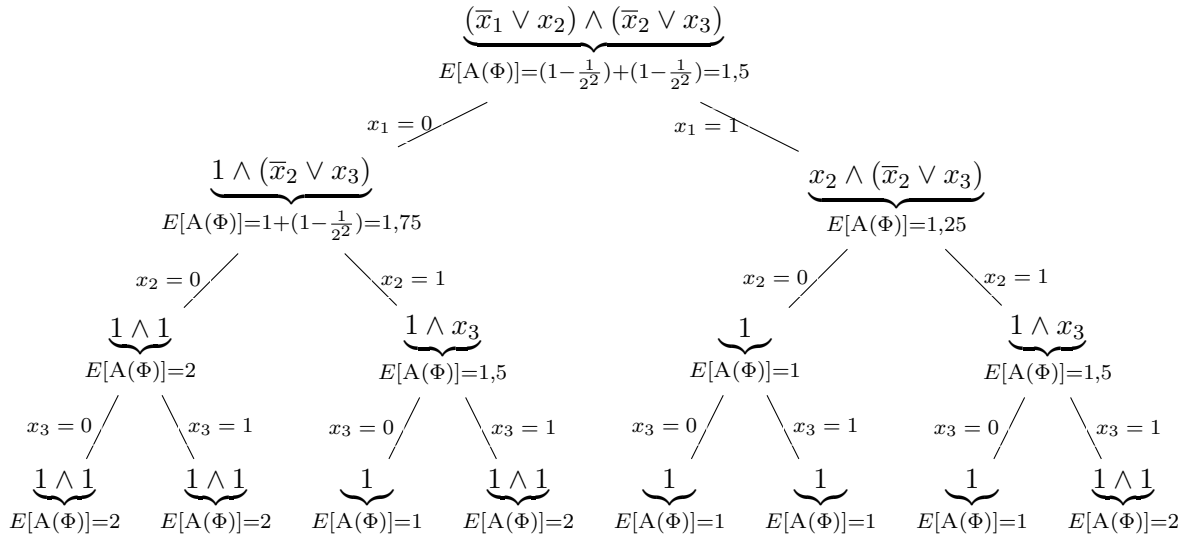 (x̅₁ ∨ x₂) ∧ (x̅₂ ∨ x₃)
E[A(Φ)]=(1−1/2²)+(1−1/2²)=1,5
x₁ = 0 x₁ = 1
1 ∧ (x̅₂ ∨ x₃) x₂ ∧ (x̅₂ ∨ x₃)
E[A(Φ)]=1+(1−1/2²)=1,75 E[A(Φ)]=1,25
x₂ = 0 x₂ = 1 x₂ = 0 x₂ = 1
1 ∧ 1 1 ∧ x₃ 1 1 ∧ x₃
E[A(Φ)]=2 E[A(Φ)]=1,5 E[A(Φ)]=1 E[A(Φ)]=1,5
x₃ = 0 x₃ = 1 x₃ = 0 x₃ = 1 x₃ = 0 x₃ = 1 x₃ = 0 x₃ = 1
1 ∧ 1 1 ∧ 1 1 1 ∧ 1 1 1 1 1 ∧ 1
E[A(Φ)]=2 E[A(Φ)]=2 E[A(Φ)]=1 E[A(Φ)]=2 E[A(Φ)]=1 E[A(Φ)]=1 E[A(Φ)]=1 E[A(Φ)]=2